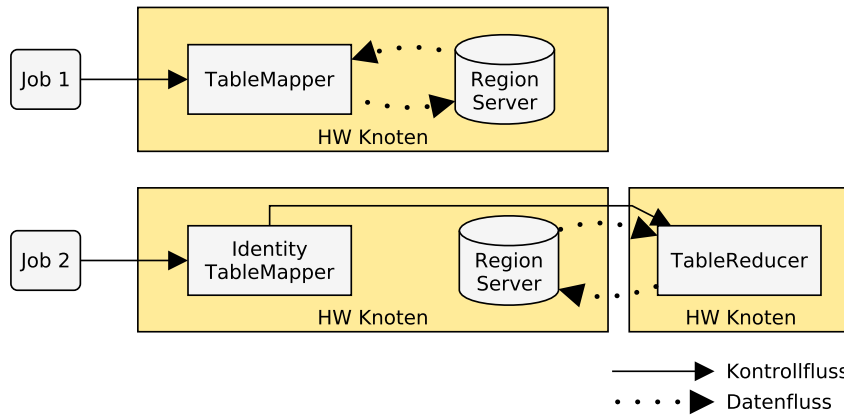 Job 1
TableMapper
Region
Server
HW Knoten
Job 2
Identity
TableMapper
Region
Server
TableReducer
HW Knoten
HW Knoten
Kontrollfluss
Datenfluss